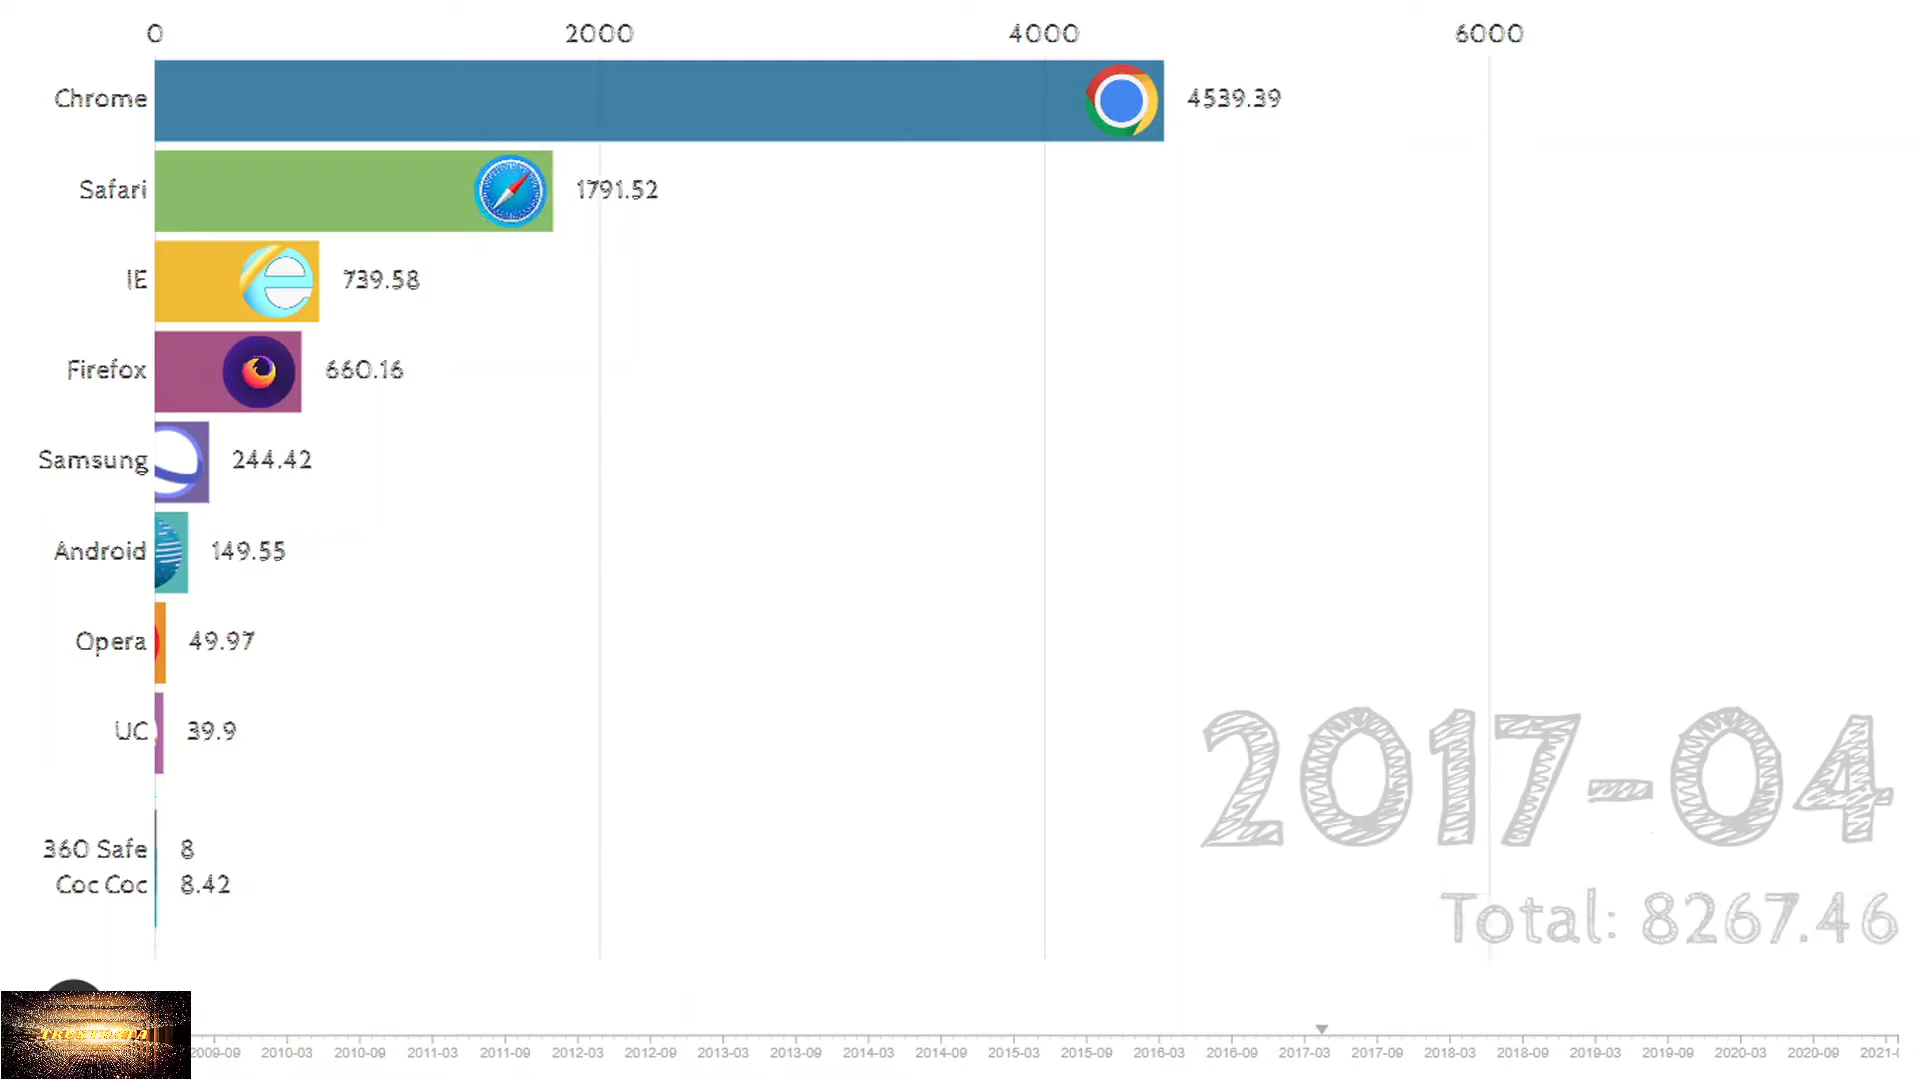 0 2000 4000 6000
Chrome 4539.39
Safari 1791.52
IE 739.58
Firefox 660.16
Samsung 244.42
Android 149.55
Opera 49.97
UC 39.9
360 Safe 8
Coc Coc 8.42
2017-04
Total: 8267.46
2009-09 2010-03 2010-09 2011-03 2011-09 2012-03 2012-09 2013-03 2013-09 2014-03 2014-09 2015-03 2015-09 2016-03 2016-09 2017-03 2017-09 2018-03 2018-09 2019-03 2019-09 2020-03 2020-09